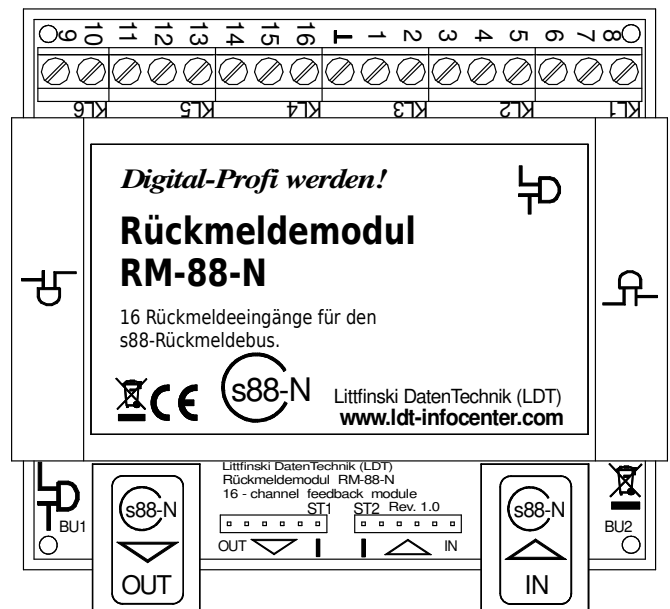 9 10 11 12 13 14 15 16 ⊥ 1 2 3 4 5 6 7 8
KL6 KL5 KL4 KL3 KL2 KL1
Digital-Profi werden!
Rückmeldemodul
RM-88-N
16 Rückmeldeeingänge für den
s88-Rückmeldebus.
CE s88-N
Littfinski DatenTechnik (LDT)
www.ldt-infocenter.com
Littfinski DatenTechnik (LDT)
Rückmeldemodul RM-88-N
16 - channel feedback module
ST1 ST2 Rev. 1.0
BU1
s88-N
OUT
OUT IN
s88-N
IN
BU2